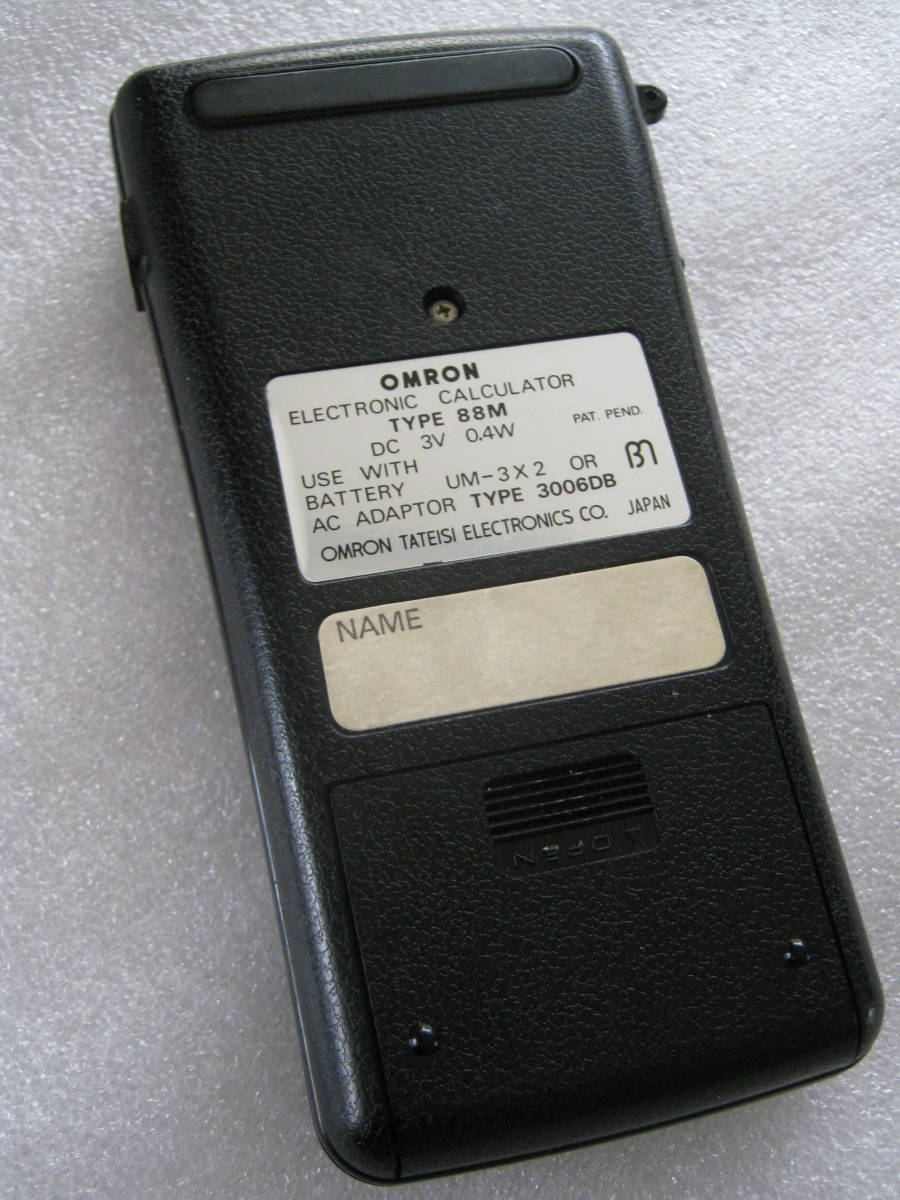 OMRON
ELECTRONIC CALCULATOR
TYPE 88M
PAT. PEND.
DC 3V 0.4W
USE WITH
BATTERY UM-3X2 OR
AC ADAPTOR TYPE 3006DB
OMRON TATEISI ELECTRONICS CO. JAPAN
NAME
OPEN